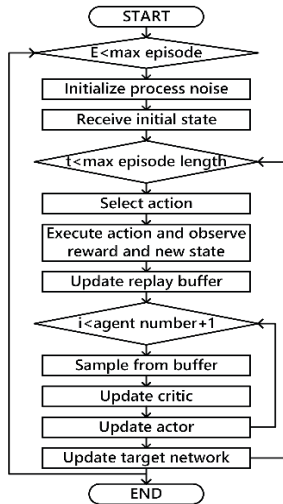 START
E<max episode
Initialize process noise
Receive initial state
t<max episode length
Select action
Execute action and observe
reward and new state
Update replay buffer
i<agent number+1
Sample from buffer
Update critic
Update actor
Update target network
END